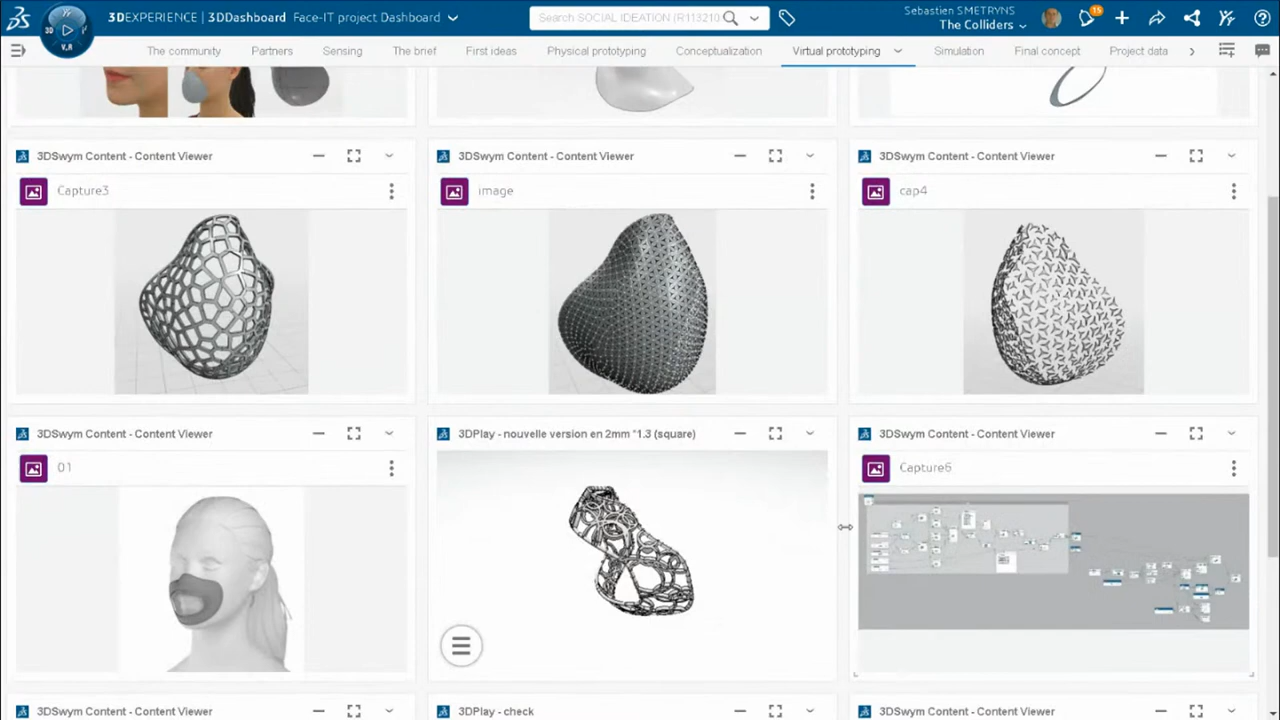 3DEXPERIENCE | 3DDashboard Face-IT project Dashboard
3D
V.R
Search SOCIAL IDEATION (R113210
Sebastien SMETRYNS
The Colliders
15
The community
Partners
Sensing
The brief
First ideas
Physical prototyping
Conceptualization
Virtual prototyping
Simulation
Final concept
Project data
3DSwym Content - Content Viewer
3DSwym Content - Content Viewer
3DSwym Content - Content Viewer
Capture3
image
cap4
3DSwym Content - Content Viewer
3DPlay - nouvelle version en 2mm *1.3 (square)
3DSwym Content - Content Viewer
01
Capture6
3DSwym Content - Content Viewer
3DPlay - check
3DSwym Content - Content Viewer